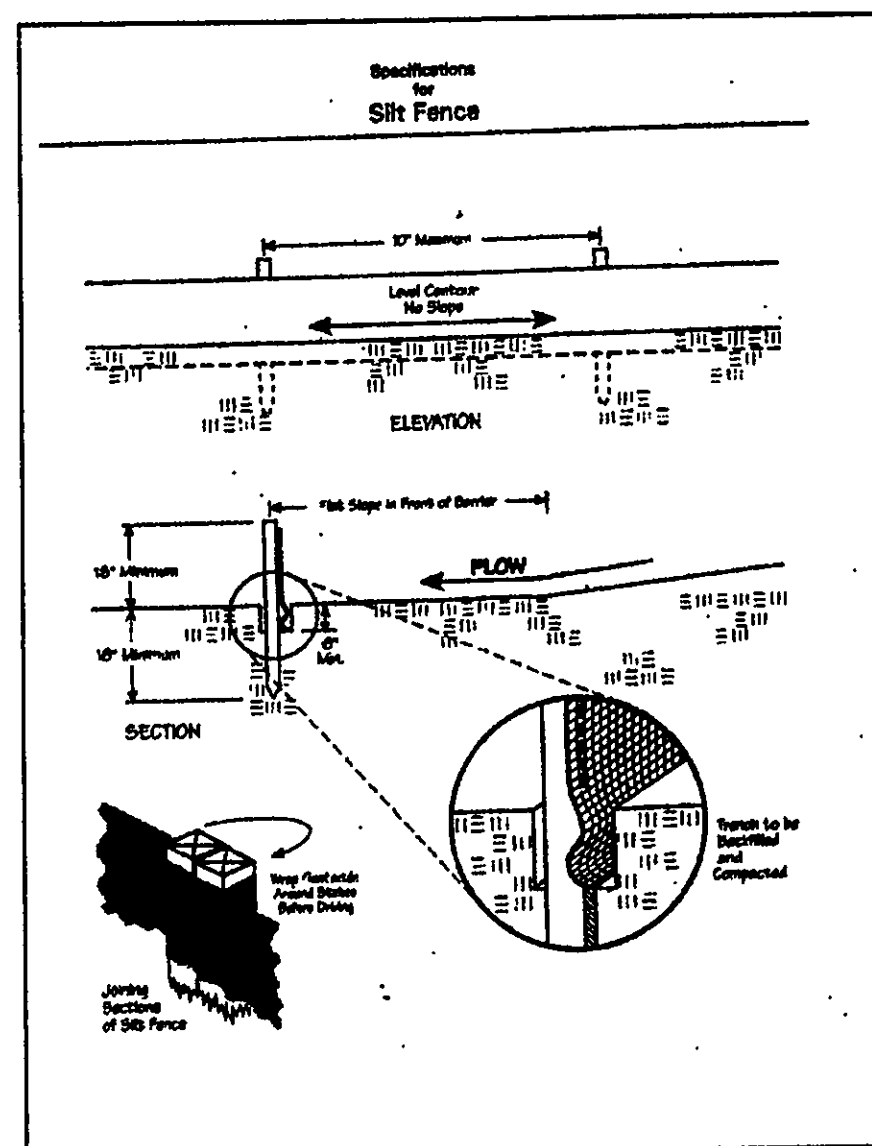 Specifications
for
Silt Fence
10" Maximum
Level Contour
No Slope
ELEVATION
Flat Slope in Front of Barrier
FLOW
18" Minimum
6"
Min.
18" Minimum
SECTION
Trench to be
Backfilled
and
Compacted
Wrap
Around Stakes
Before Driving
Joining
Sections
of Silt Fence